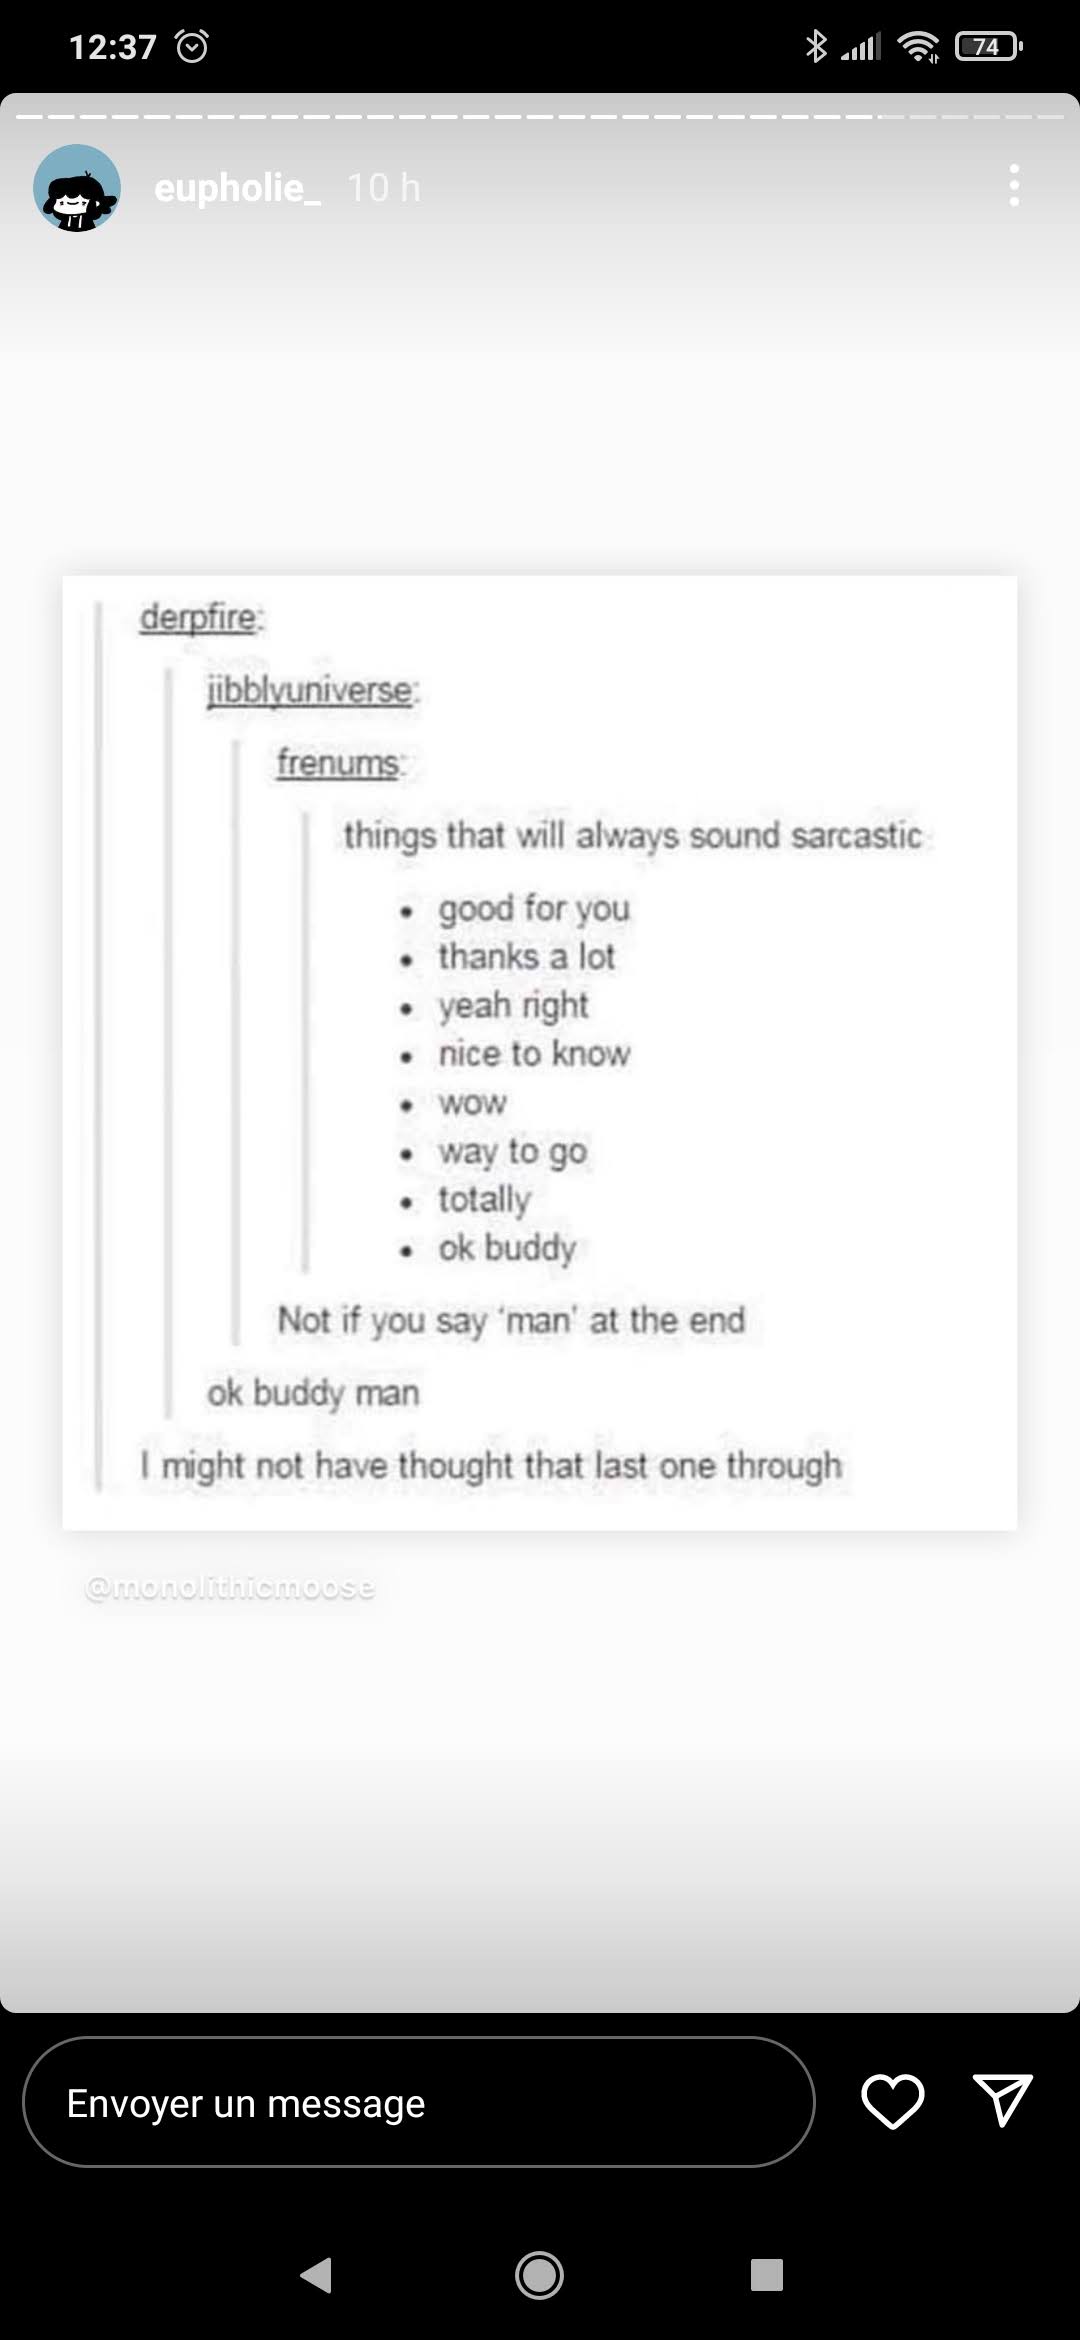 12:37
74
eupholie_ 10 h
derpfire:
jibblyuniverse:
frenums:
things that will always sound sarcastic
• good for you
• thanks a lot
• yeah right
• nice to know
• wow
• way to go
• totally
• ok buddy
Not if you say 'man' at the end
ok buddy man
I might not have thought that last one through
@monolithicmoose
Envoyer un message